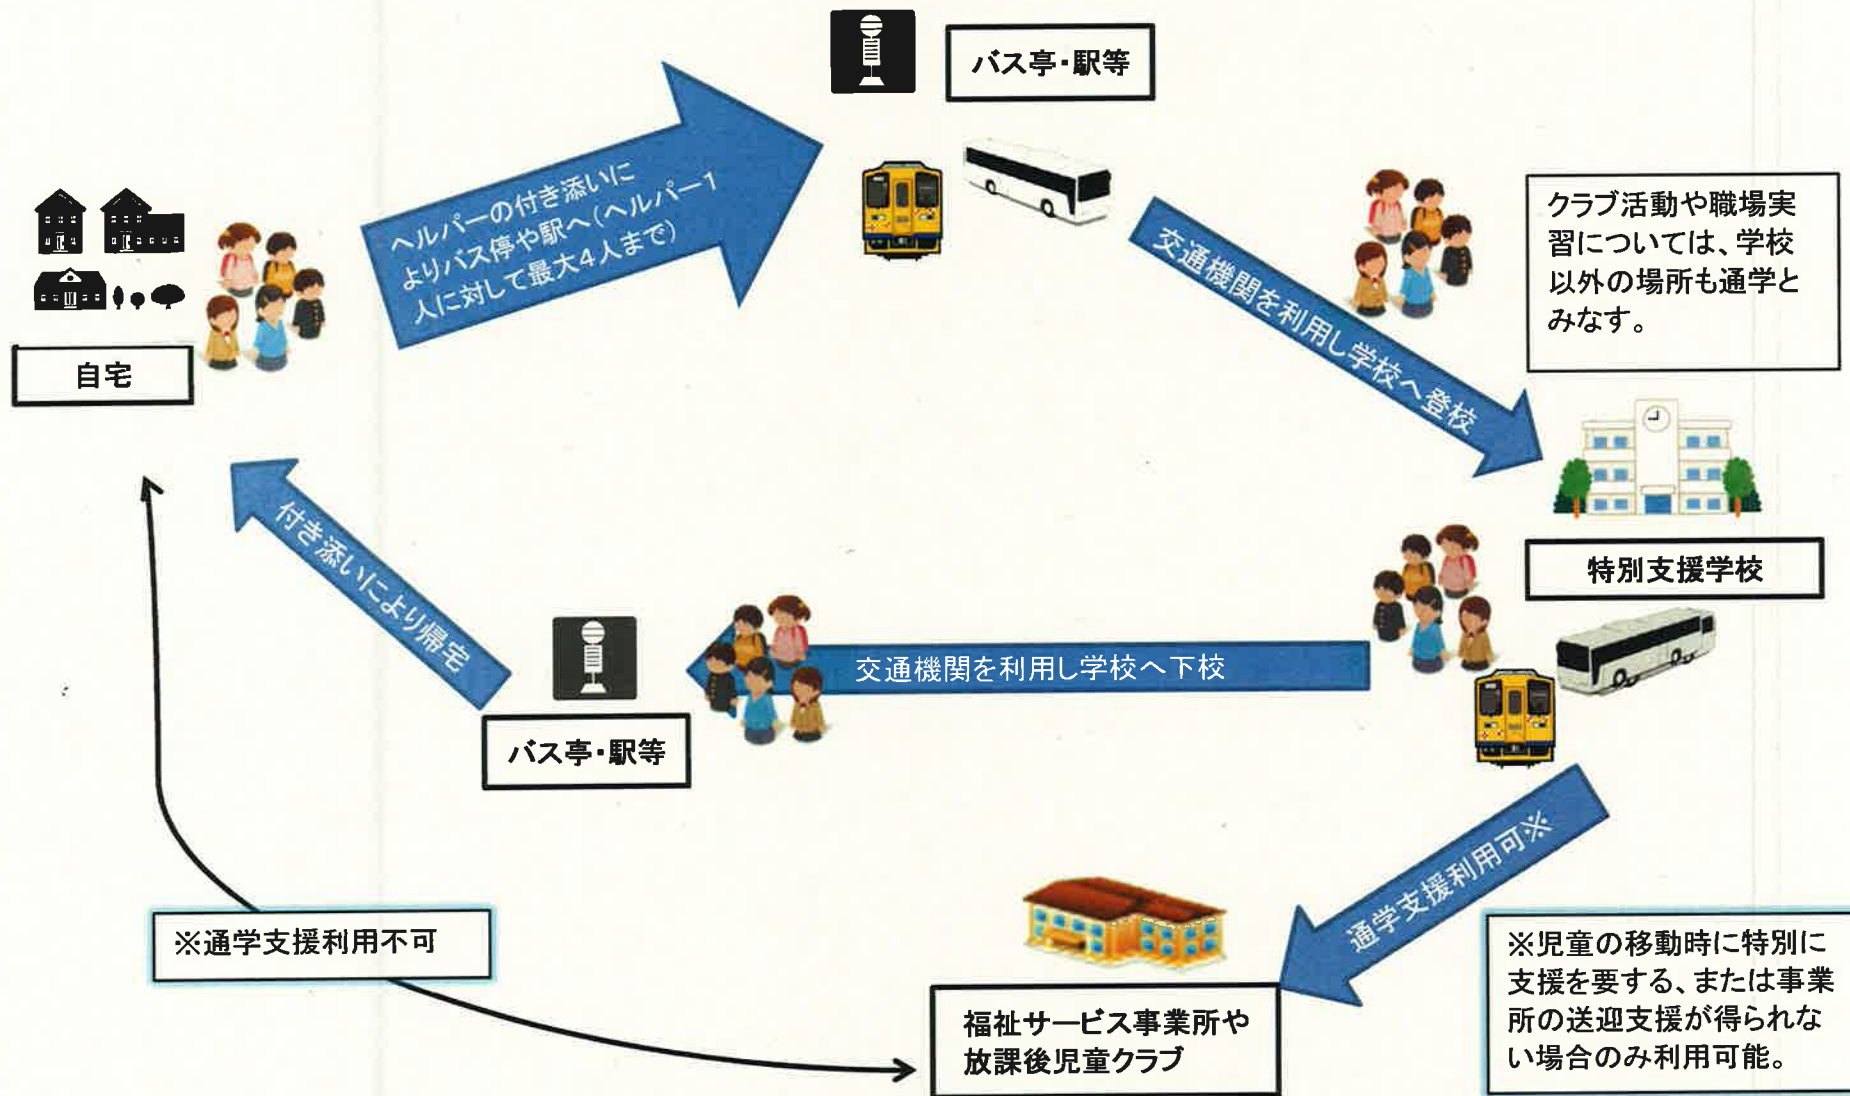 バス亭・駅等
ヘルパーの付き添いに
よりバス停や駅へ(ヘルパー1
人に対して最大4人まで)
自宅
交通機関を利用し学校へ登校
クラブ活動や職場実
習については、学校
以外の場所も通学と
みなす。
特別支援学校
交通機関を利用し学校へ下校
バス亭・駅等
付き添いにより帰宅
通学支援利用可※
※通学支援利用不可
福祉サービス事業所や
放課後児童クラブ
※児童の移動時に特別に
支援を要する、または事業
所の送迎支援が得られな
い場合のみ利用可能。